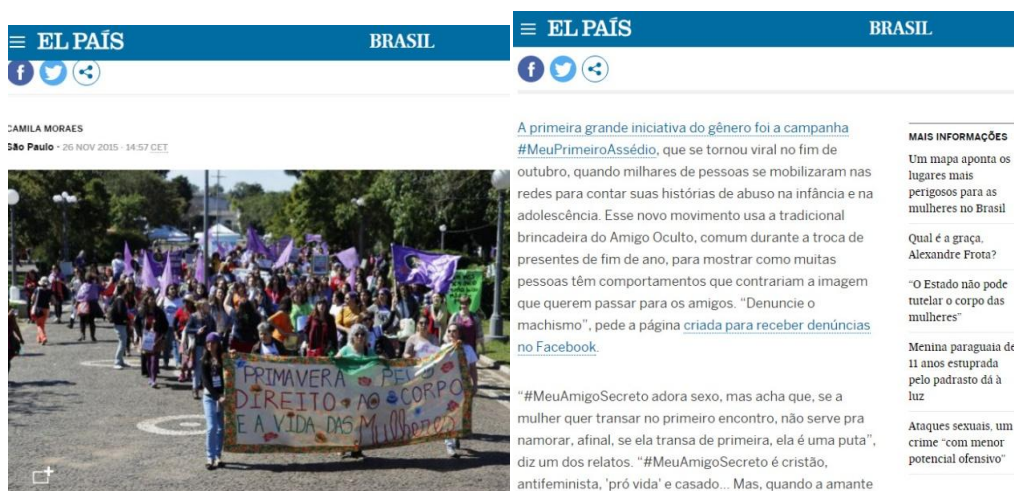 EL PAÍS
BRASIL
CAMILA MORAES
São Paulo - 26 NOV 2015 - 14:57 CET
PRIMAVERA PELO
DIREITO AO CORPO
E A VIDA DAS Mulheres
EL PAÍS
BRASIL
A primeira grande iniciativa do gênero foi a campanha
#MeuPrimeiroAssédio, que se tornou viral no fim de
outubro, quando milhares de pessoas se mobilizaram nas
redes para contar suas histórias de abuso na infância e na
adolescência. Esse novo movimento usa a tradicional
brincadeira do Amigo Oculto, comum durante a troca de
presentes de fim de ano, para mostrar como muitas
pessoas têm comportamentos que contrariam a imagem
que querem passar para os amigos. “Denuncie o
machismo”, pede a página criada para receber denúncias
no Facebook.
“#MeuAmigoSecreto adora sexo, mas acha que, se a
mulher quer transar no primeiro encontro, não serve pra
namorar, afinal, se ela transa de primeira, ela é uma puta”,
diz um dos relatos. “#MeuAmigoSecreto é cristão,
antifeminista, 'pró vida' e casado... Mas, quando a amante
MAIS INFORMAÇÕES
Um mapa aponta os
lugares mais
perigosos para as
mulheres no Brasil
Qual é a graça,
Alexandre Frota?
“O Estado não pode
tutelar o corpo das
mulheres”
Menina paraguaia de
11 anos estuprada
pelo padrasto dá à
luz
Ataques sexuais, um
crime “com menor
potencial ofensivo”